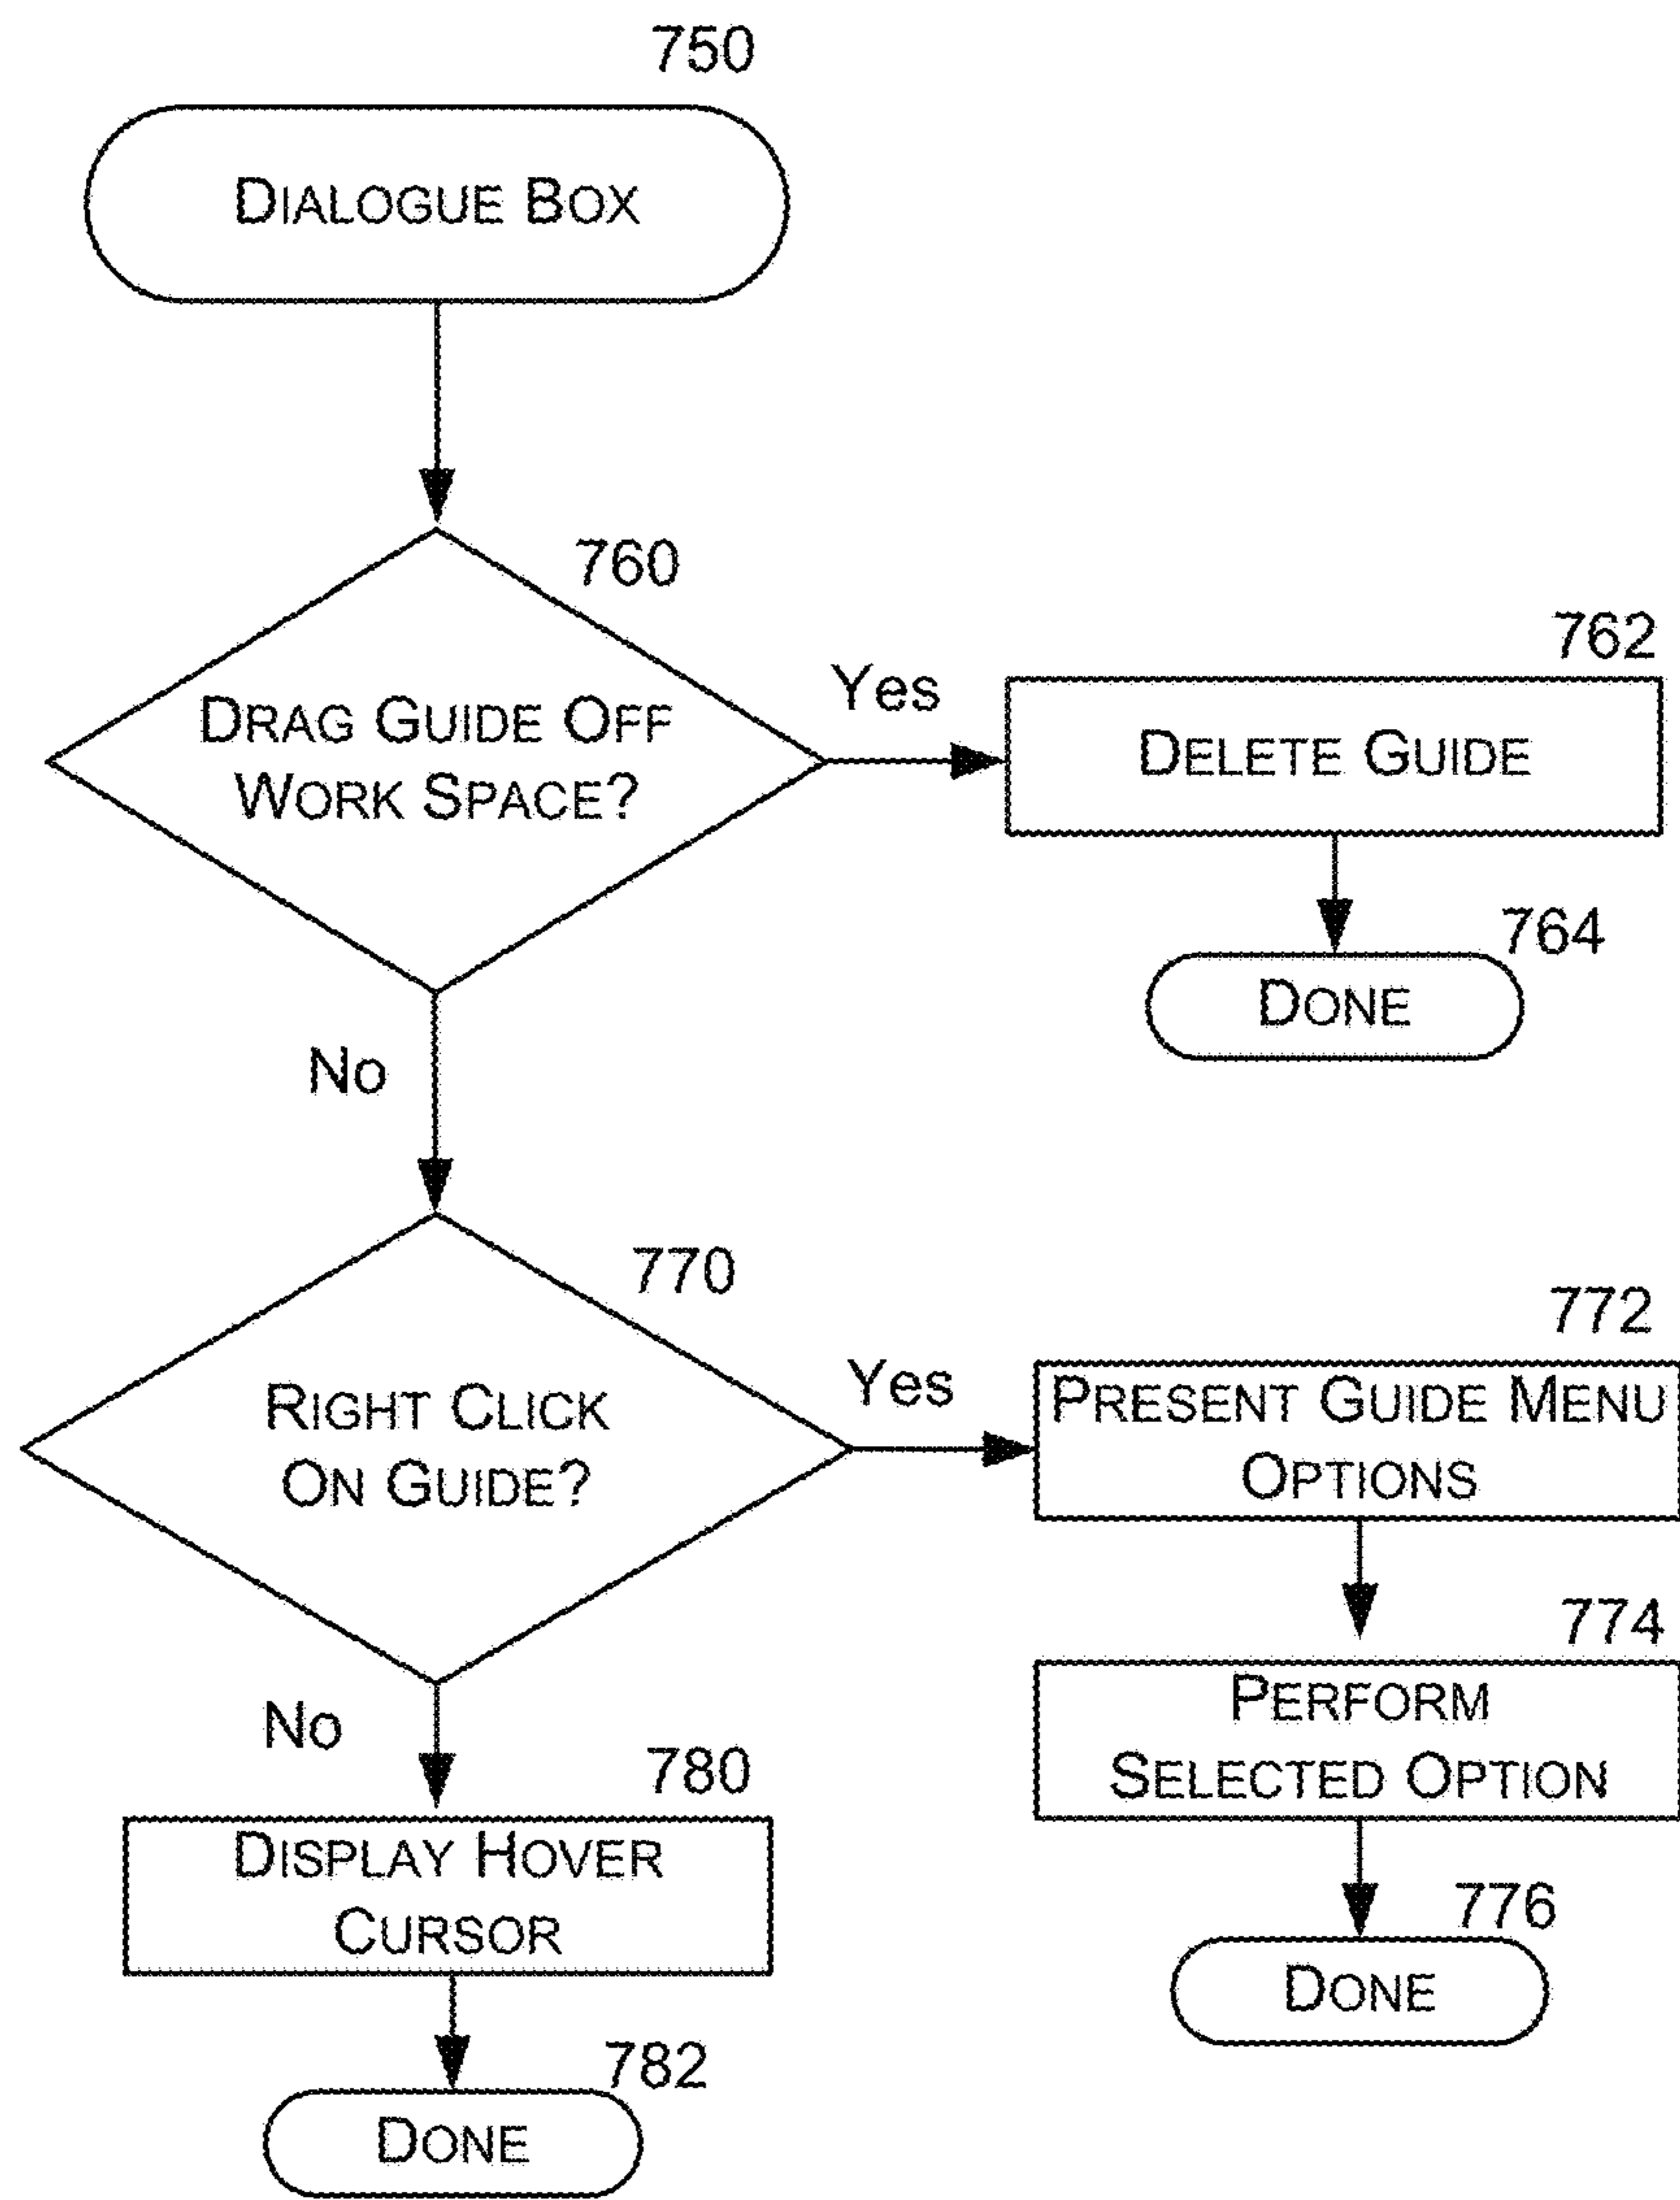 750
DIALOGUE BOX
760
DRAG GUIDE OFF
WORK SPACE?
Yes
762
DELETE GUIDE
764
DONE
No
770
RIGHT CLICK
ON GUIDE?
Yes
772
PRESENT GUIDE MENU
OPTIONS
774
PERFORM
SELECTED OPTION
776
DONE
No
780
DISPLAY HOVER
CURSOR
782
DONE